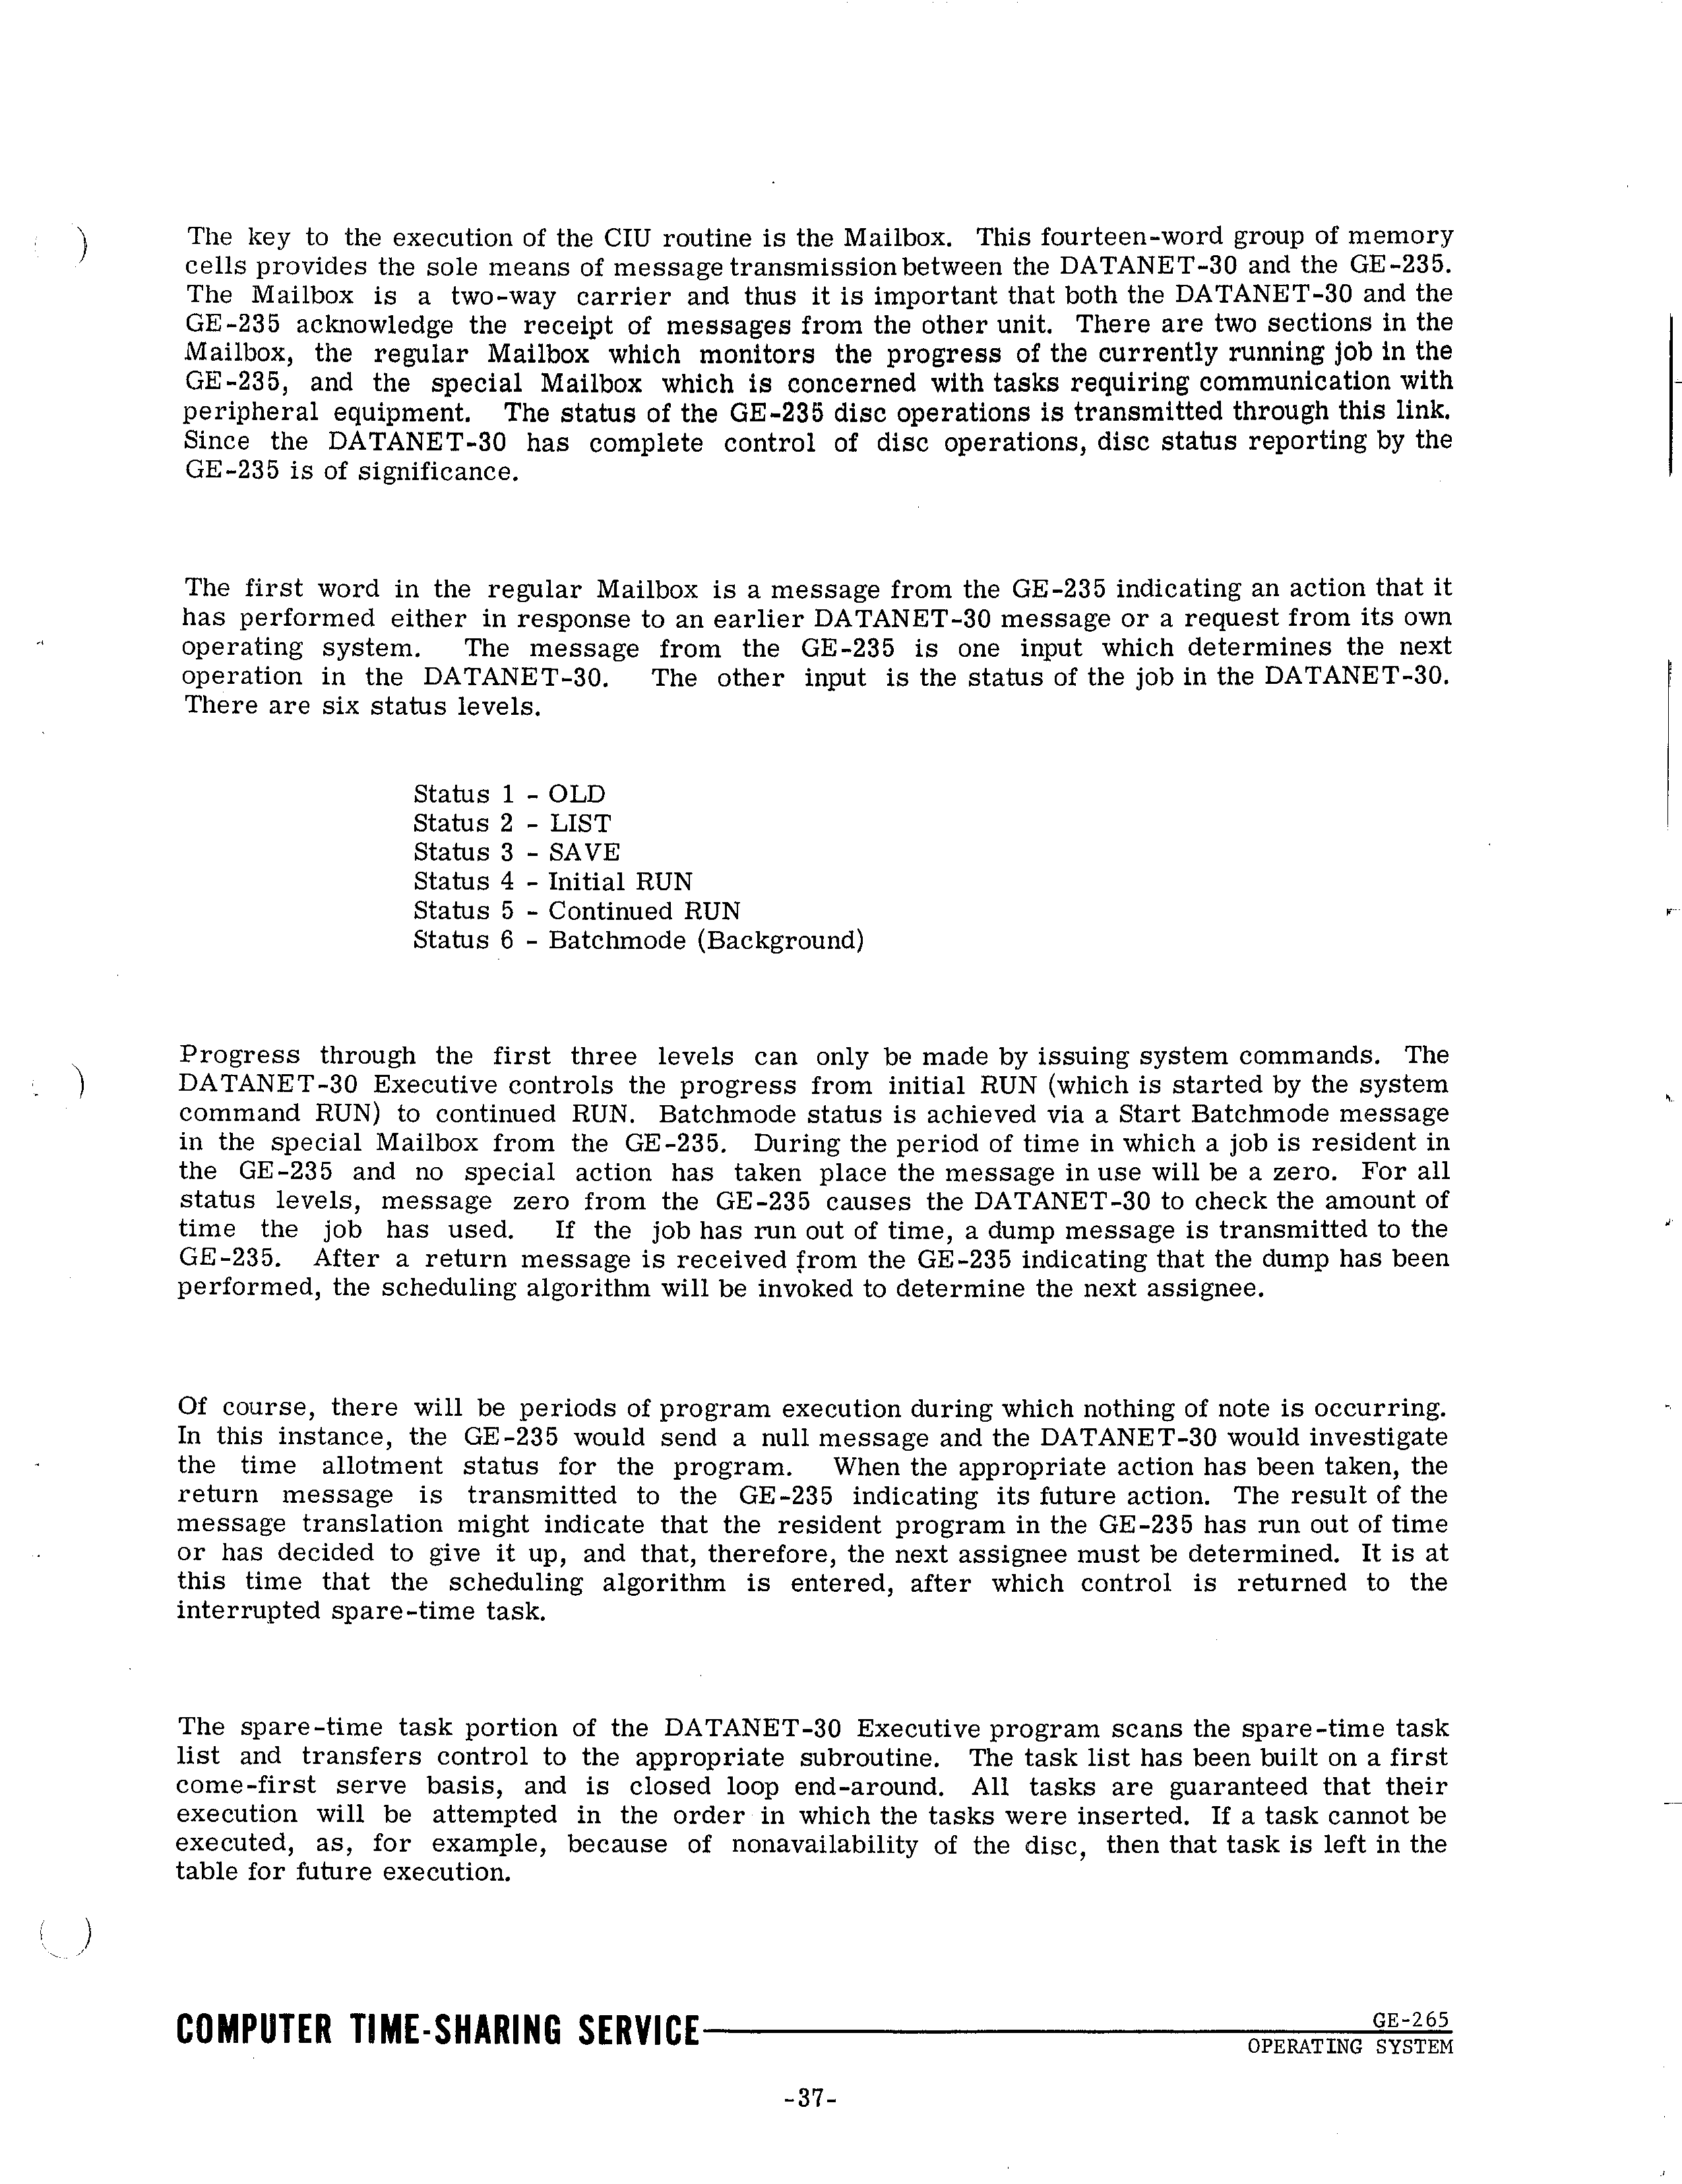 The key to the execution of the CIU routine is the Mailbox. This fourteen-word group of memory
cells provides the sole means of message transmission between the DATANET-30 and the GE-235.
The Mailbox is a two-way carrier and thus it is important that both the DATANET-30 and the
GE-235 acknowledge the receipt of messages from the other unit. There are two sections in the
Mailbox, the regular Mailbox which monitors the progress of the currently running job in the
GE-235, and the special Mailbox which is concerned with tasks requiring communication with
peripheral equipment. The status of the GE-235 disc operations is transmitted through this link.
Since the DATANET-30 has complete control of disc operations, disc status reporting by the
GE-235 is of significance.
The first word in the regular Mailbox is a message from the GE-235 indicating an action that it
has performed either in response to an earlier DATANET-30 message or a request from its own
operating system. The message from the GE-235 is one input which determines the next
operation in the DATANET-30. The other input is the status of the job in the DATANET-30.
There are six status levels.
Status 1 - OLD
Status 2 - LIST
Status 3 - SAVE
Status 4 - Initial RUN
Status 5 - Continued RUN
Status 6 - Batchmode (Background)
Progress through the first three levels can only be made by issuing system commands. The
DATANET-30 Executive controls the progress from initial RUN (which is started by the system
command RUN) to continued RUN. Batchmode status is achieved via a Start Batchmode message
in the special Mailbox from the GE-235. During the period of time in which a job is resident in
the GE-235 and no special action has taken place the message in use will be a zero. For all
status levels, message zero from the GE-235 causes the DATANET-30 to check the amount of
time the job has used. If the job has run out of time, a dump message is transmitted to the
GE-235. After a return message is received from the GE-235 indicating that the dump has been
performed, the scheduling algorithm will be invoked to determine the next assignee.
Of course, there will be periods of program execution during which nothing of note is occurring.
In this instance, the GE-235 would send a null message and the DATANET-30 would investigate
the time allotment status for the program. When the appropriate action has been taken, the
return message is transmitted to the GE-235 indicating its future action. The result of the
message translation might indicate that the resident program in the GE-235 has run out of time
or has decided to give it up, and that, therefore, the next assignee must be determined. It is at
this time that the scheduling algorithm is entered, after which control is returned to the
interrupted spare-time task.
The spare-time task portion of the DATANET-30 Executive program scans the spare-time task
list and transfers control to the appropriate subroutine. The task list has been built on a first
come-first serve basis, and is closed loop end-around. All tasks are guaranteed that their
execution will be attempted in the order in which the tasks were inserted. If a task cannot be
executed, as, for example, because of nonavailability of the disc, then that task is left in the
table for future execution.
COMPUTER TIME-SHARING SERVICE
GE-265
OPERATING SYSTEM
-37-